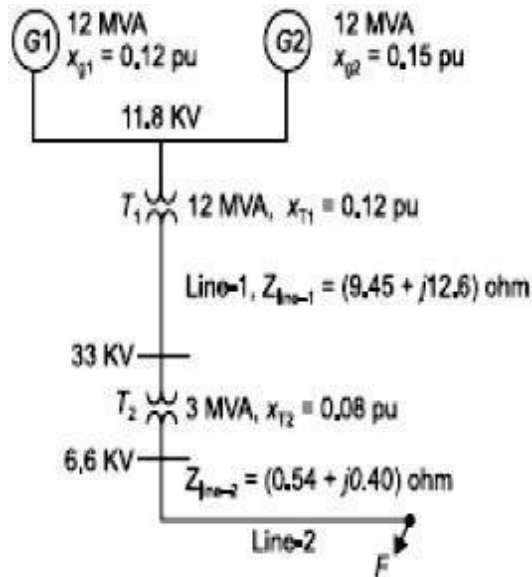 G1
12 MVA
x_g1 = 0.12 pu
G2
12 MVA
x_g2 = 0.15 pu
11.8 KV
T_1
12 MVA, x_T1 = 0.12 pu
Line-1, Z_line-1 = (9.45 + j12.6) ohm
33 KV
T_2
3 MVA, x_T2 = 0.08 pu
6.6 KV
Z_line-2 = (0.54 + j0.40) ohm
Line-2
F